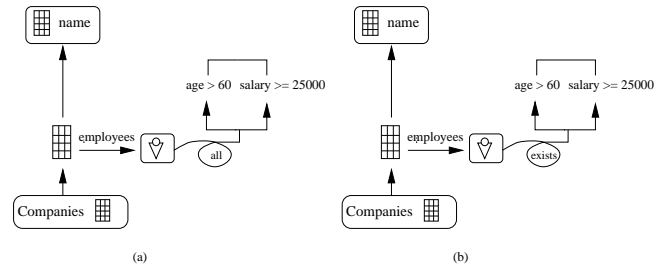 name
age > 60 salary >= 25000
employees
all
Companies
(a)
name
age > 60 salary >= 25000
employees
exists
Companies
(b)